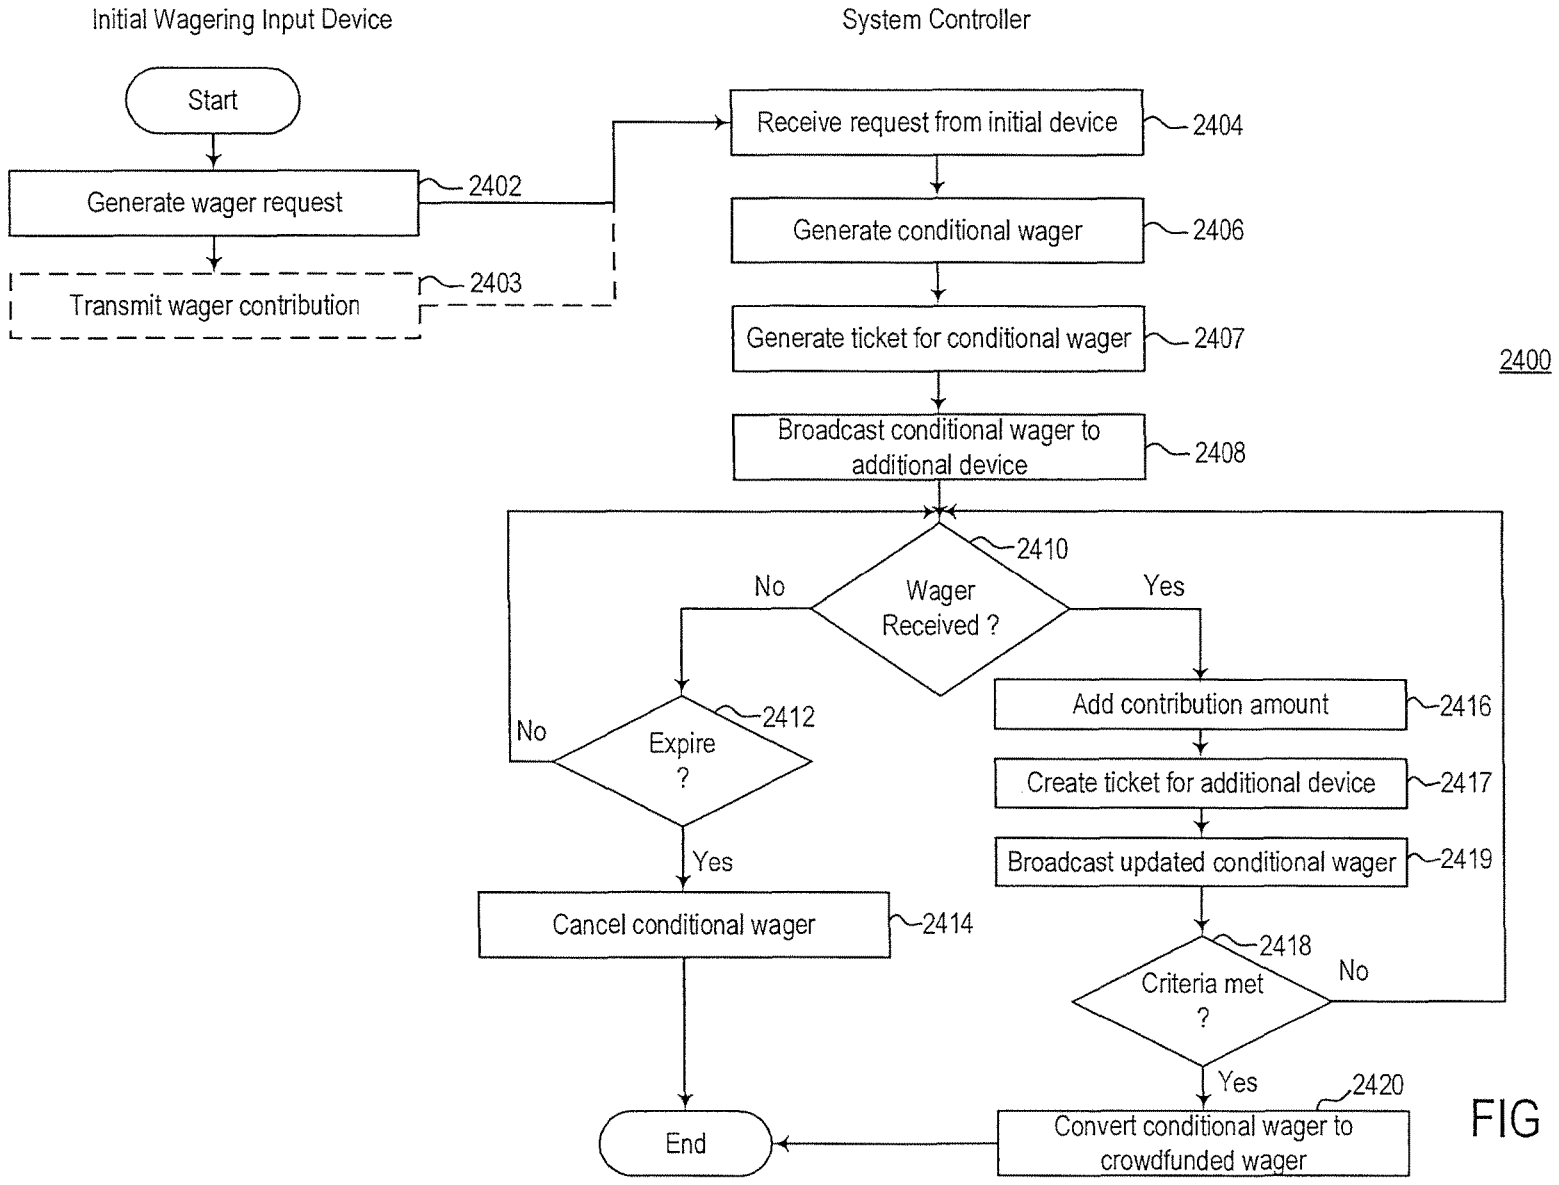 Initial Wagering Input Device
System Controller
Start
Receive request from initial device
2404
Generate wager request
2402
Generate conditional wager
2406
Transmit wager contribution
2403
Generate ticket for conditional wager
2407
2400
Broadcast conditional wager to
additional device
2408
2410
Wager
Received ?
No
Yes
Add contribution amount
2416
2412
Expire
?
No
Create ticket for additional device
2417
Yes
Broadcast updated conditional wager
2419
Cancel conditional wager
2414
2418
Criteria met
?
No
Yes
2420
Convert conditional wager to
crowdfunded wager
End
FIG